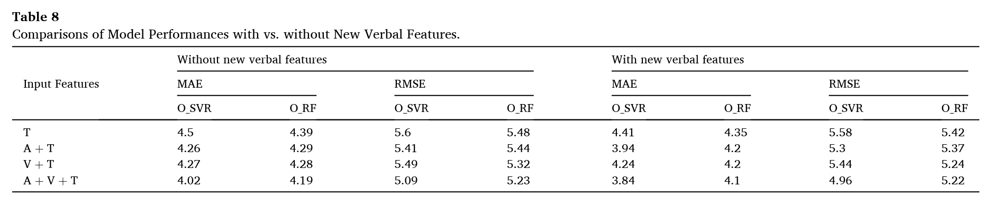 Table 8
Comparisons of Model Performances with vs. without New Verbal Features.
Without new verbal features With new verbal features
Input Features MAE RMSE MAE RMSE
O_SVR O_RF O_SVR O_RF O_SVR O_RF O_SVR O_RF
T 4.5 4.39 5.6 5.48 4.41 4.35 5.58 5.42
A + T 4.26 4.29 5.41 5.44 3.94 4.2 5.3 5.37
V + T 4.27 4.28 5.49 5.32 4.24 4.2 5.44 5.24
A + V + T 4.02 4.19 5.09 5.23 3.84 4.1 4.96 5.22